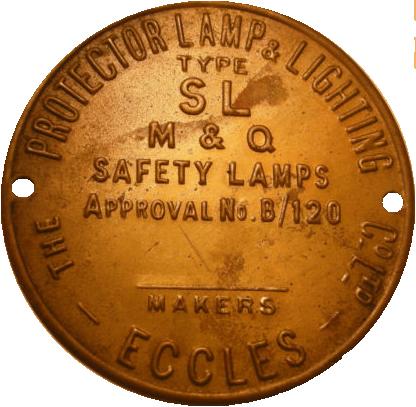 THE PROTECTOR LAMP & LIGHTING Co LTD
TYPE
SL
M & Q
SAFETY LAMPS
APPROVAL No. B/120
MAKERS
- ECCLES -